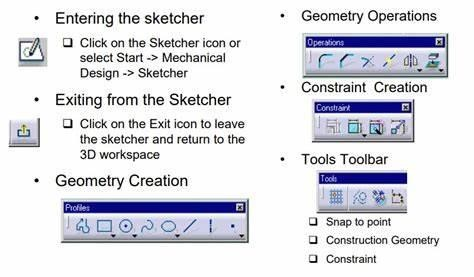 • Entering the sketcher
❑ Click on the Sketcher icon or
select Start -> Mechanical
Design -> Sketcher
• Exiting from the Sketcher
❑ Click on the Exit icon to leave
the sketcher and return to the
3D workspace
• Geometry Creation
Profiles
• Geometry Operations
Operations
• Constraint Creation
Constraint
• Tools Toolbar
Tools
❑ Snap to point
❑ Construction Geometry
❑ Constraint